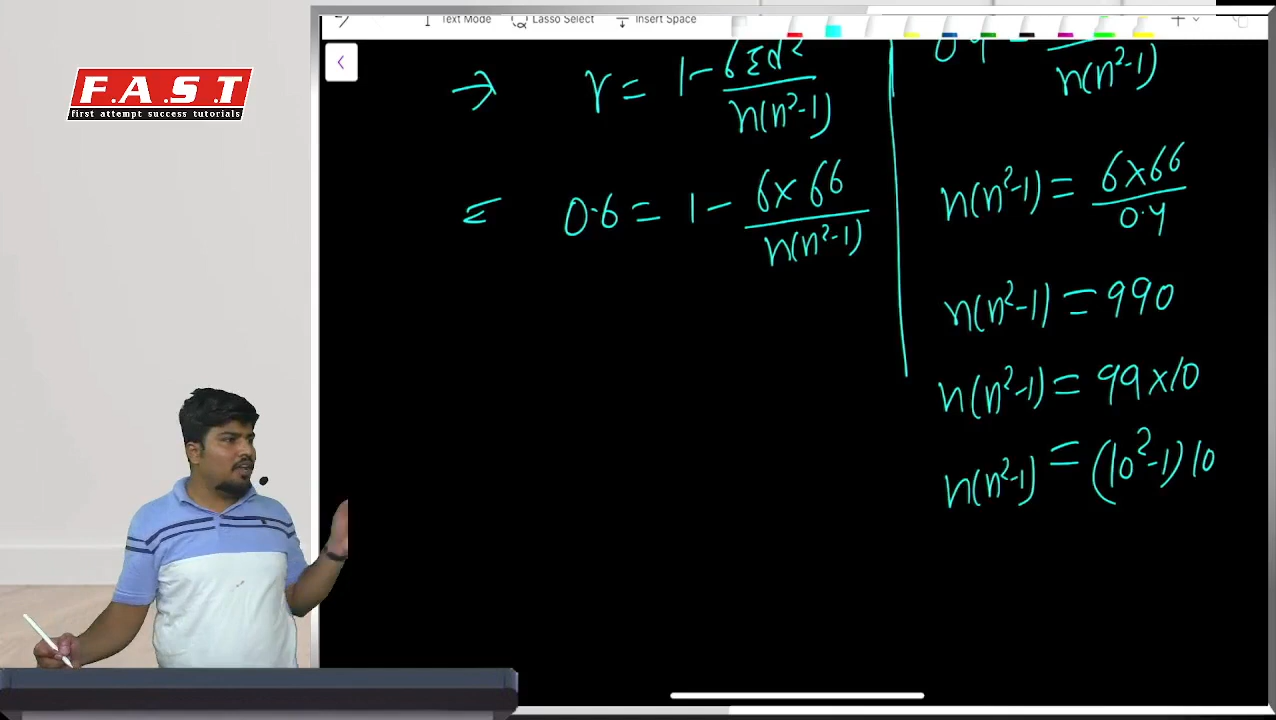 Text Mode Lasso Select Insert Space
F.A.S.T
first attempt success tutorials
→ r = 1 - 6Σd² / n(n²-1)
= 0.6 = 1 - 6×66 / n(n²-1)
0.4 = / n(n²-1)
n(n²-1) = 6×66 / 0.4
n(n²-1) = 990
n(n²-1) = 99×10
n(n²-1) = (10²-1)10